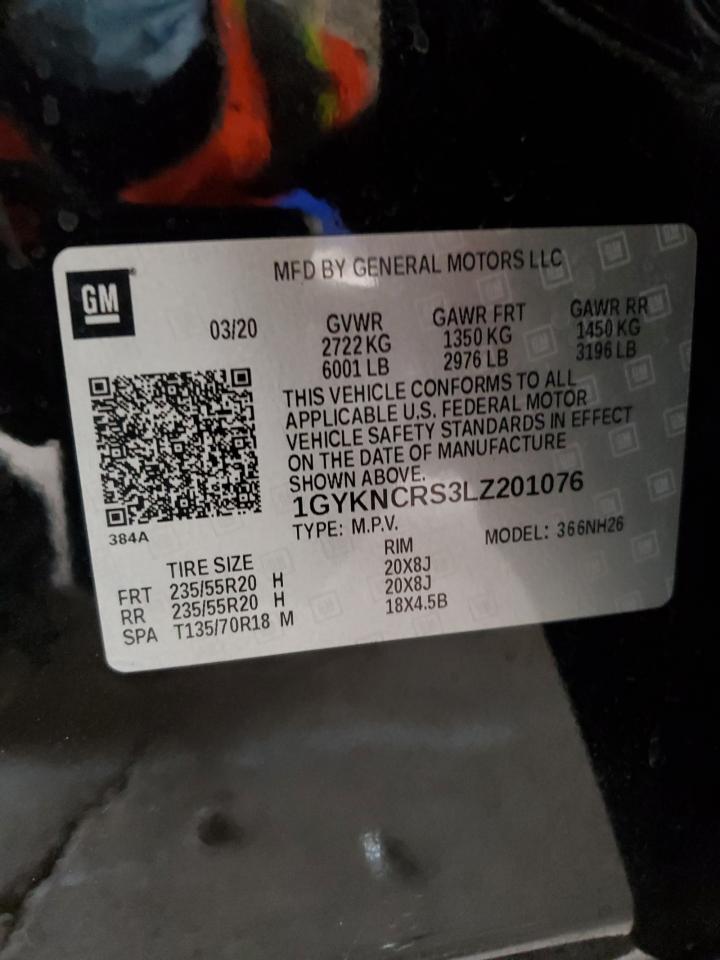 MFD BY GENERAL MOTORS LLC
GM
03/20
GVWR
2722 KG
6001 LB
GAWR FRT
1350 KG
2976 LB
GAWR RR
1450 KG
3196 LB
THIS VEHICLE CONFORMS TO ALL
APPLICABLE U.S. FEDERAL MOTOR
VEHICLE SAFETY STANDARDS IN EFFECT
ON THE DATE OF MANUFACTURE
SHOWN ABOVE.
1GYKNCRS3LZ201076
384A
TYPE: M.P.V.
MODEL: 366NH26
TIRE SIZE RIM
FRT 235/55R20 H 20X8J
RR 235/55R20 H 20X8J
SPA T135/70R18 M 18X4.5B